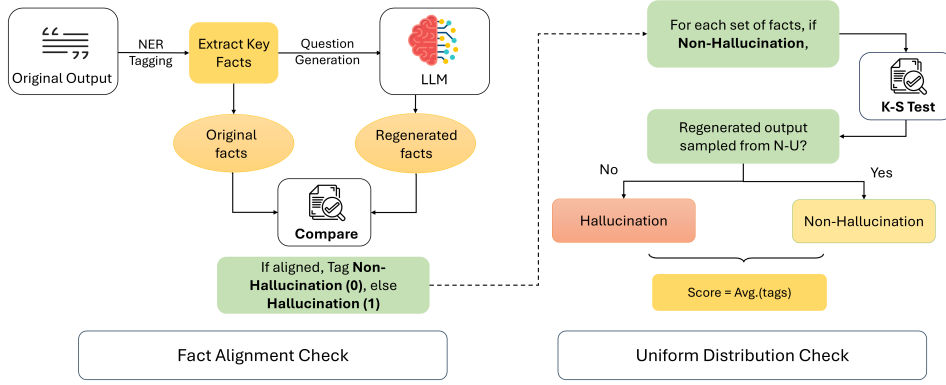 Original Output
NER
Tagging
Extract Key
Facts
Question
Generation
LLM
Original
facts
Regenerated
facts
Compare
If aligned, Tag Non-
Hallucination (0), else
Hallucination (1)
Fact Alignment Check
For each set of facts, if
Non-Hallucination,
K-S Test
Regenerated output
sampled from N-U?
No
Yes
Hallucination
Non-Hallucination
Score = Avg.(tags)
Uniform Distribution Check